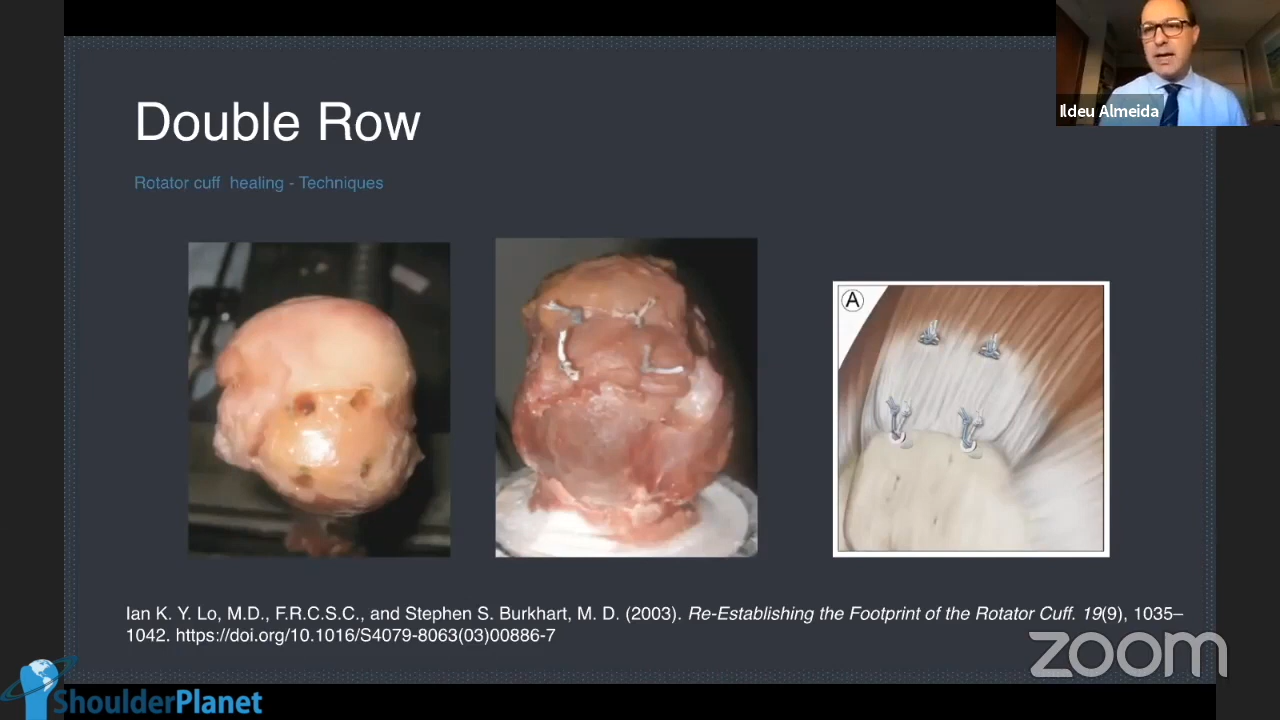 Ildeu Almeida
Double Row
Rotator cuff healing - Techniques
A
Ian K. Y. Lo, M.D., F.R.C.S.C., and Stephen S. Burkhart, M. D. (2003). Re-Establishing the Footprint of the Rotator Cuff. 19(9), 1035–
1042. https://doi.org/10.1016/S4079-8063(03)00886-7
zoom
ShoulderPlanet